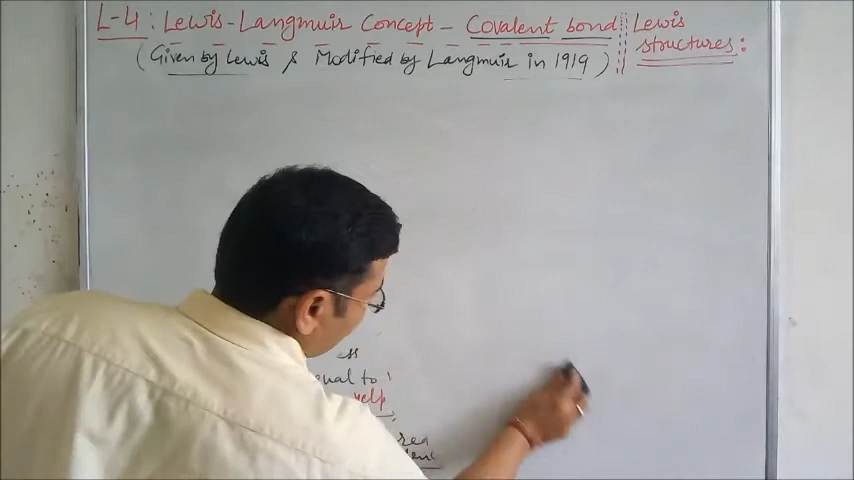 L-4 : Lewis-Langmuir Concept - Covalent bond
(Given by Lewis & Modified by Langmuir in 1919)
Lewis
structures:
equal to
help